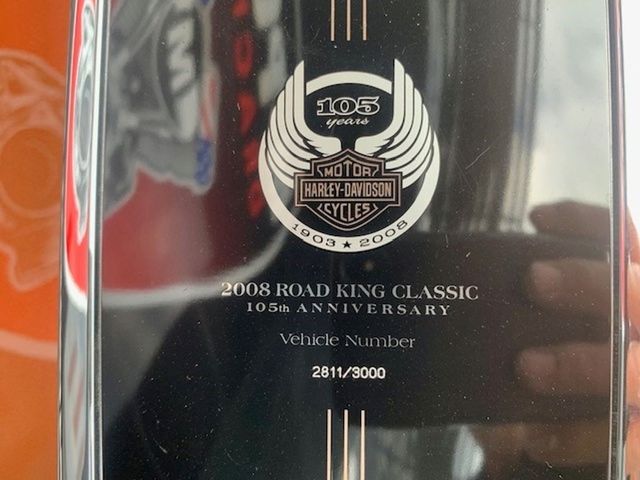 105
years
MOTOR
HARLEY-DAVIDSON
CYCLES
1903 ★ 2008
2008 ROAD KING CLASSIC
105th ANNIVERSARY
Vehicle Number
2811/3000